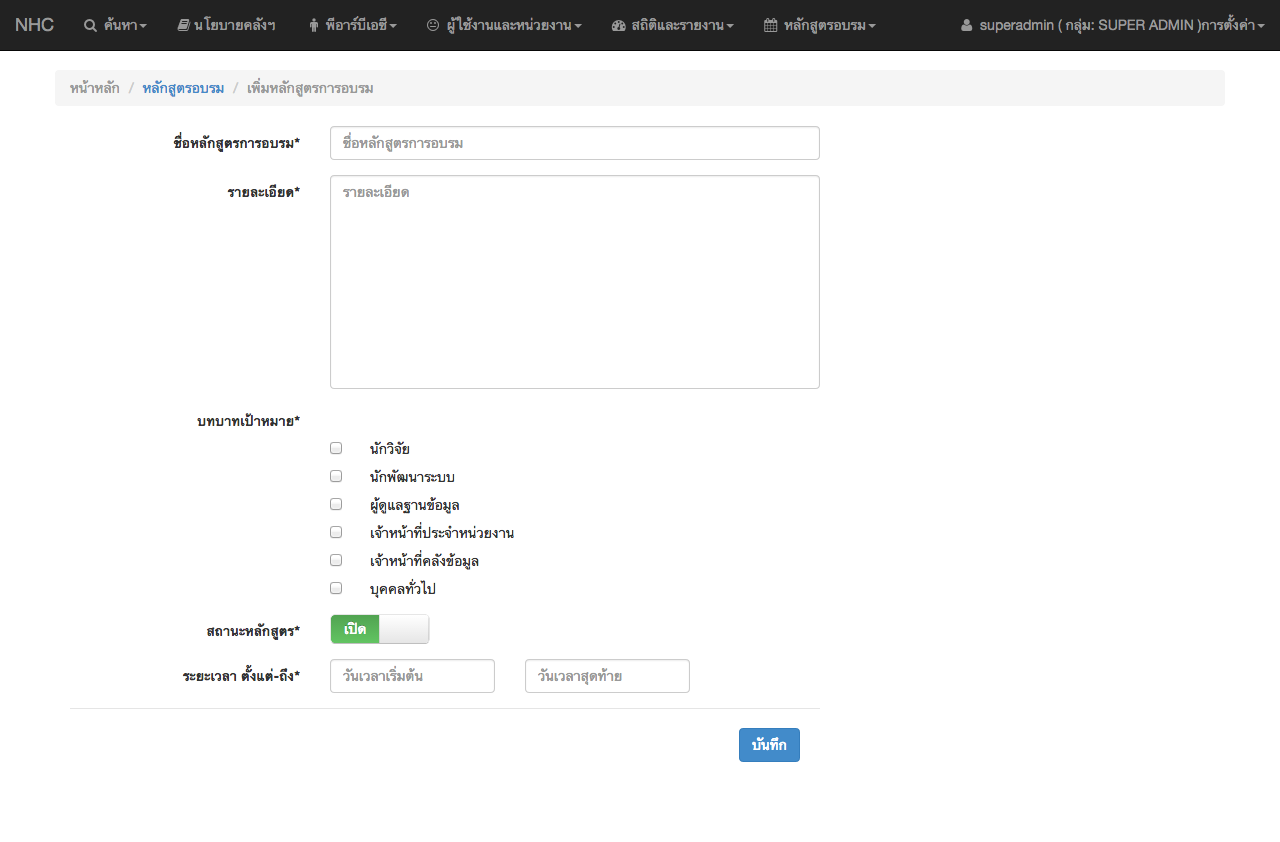 NHC ค้นหา นโยบายคลังฯ พีอาร์บีเอซี ผู้ใช้งานและหน่วยงาน สถิติและรายงาน หลักสูตรอบรม superadmin ( กลุ่ม: SUPER ADMIN )การตั้งค่า
หน้าหลัก / หลักสูตรอบรม / เพิ่มหลักสูตรการอบรม
ชื่อหลักสูตรการอบรม* ชื่อหลักสูตรการอบรม
รายละเอียด* รายละเอียด
บทบาทเป้าหมาย*
นักวิจัย
นักพัฒนาระบบ
ผู้ดูแลฐานข้อมูล
เจ้าหน้าที่ประจำหน่วยงาน
เจ้าหน้าที่คลังข้อมูล
บุคคลทั่วไป
สถานะหลักสูตร* เปิด
ระยะเวลา ตั้งแต่-ถึง* วันเวลาเริ่มต้น วันเวลาสุดท้าย
บันทึก